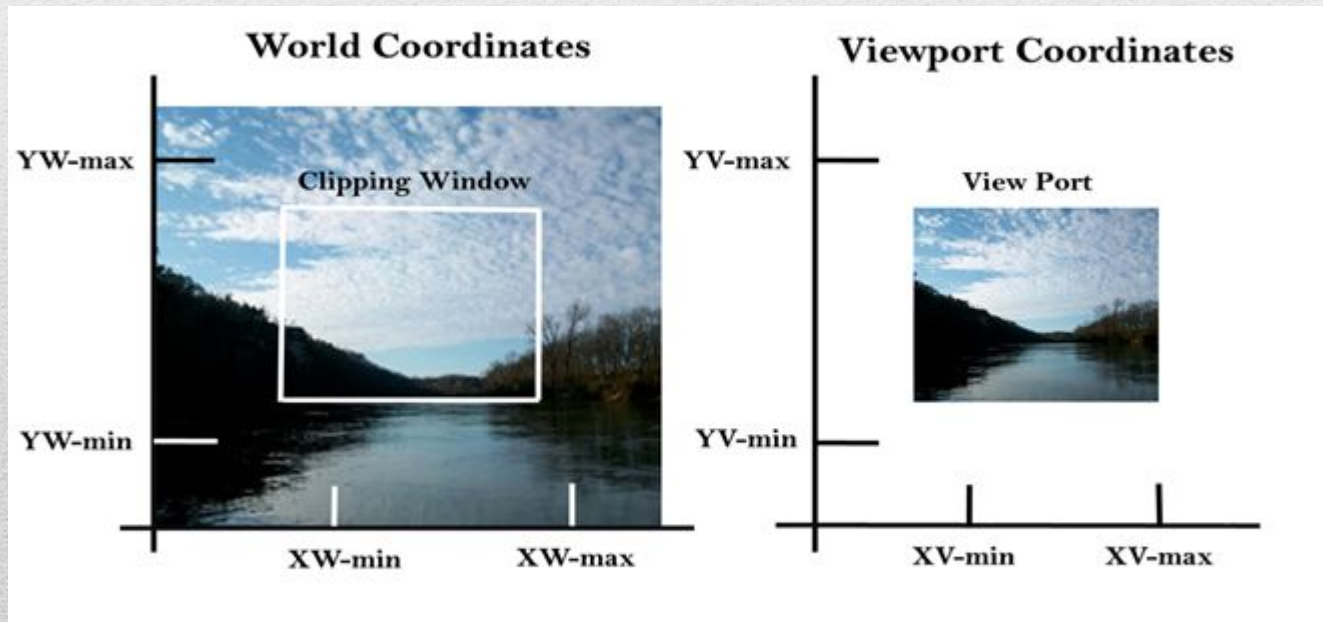 World Coordinates
YW-max
Clipping Window
YW-min
XW-min
XW-max
Viewport Coordinates
YV-max
View Port
YV-min
XV-min
XV-max